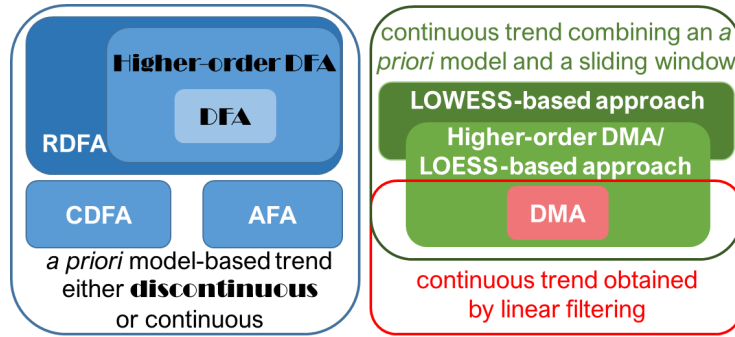 Higher-order DFA
DFA
RDFA
CDFA
AFA
a priori model-based trend
either discontinuous
or continuous
continuous trend combining an a
priori model and a sliding window
LOWESS-based approach
Higher-order DMA/
LOESS-based approach
DMA
continuous trend obtained
by linear filtering